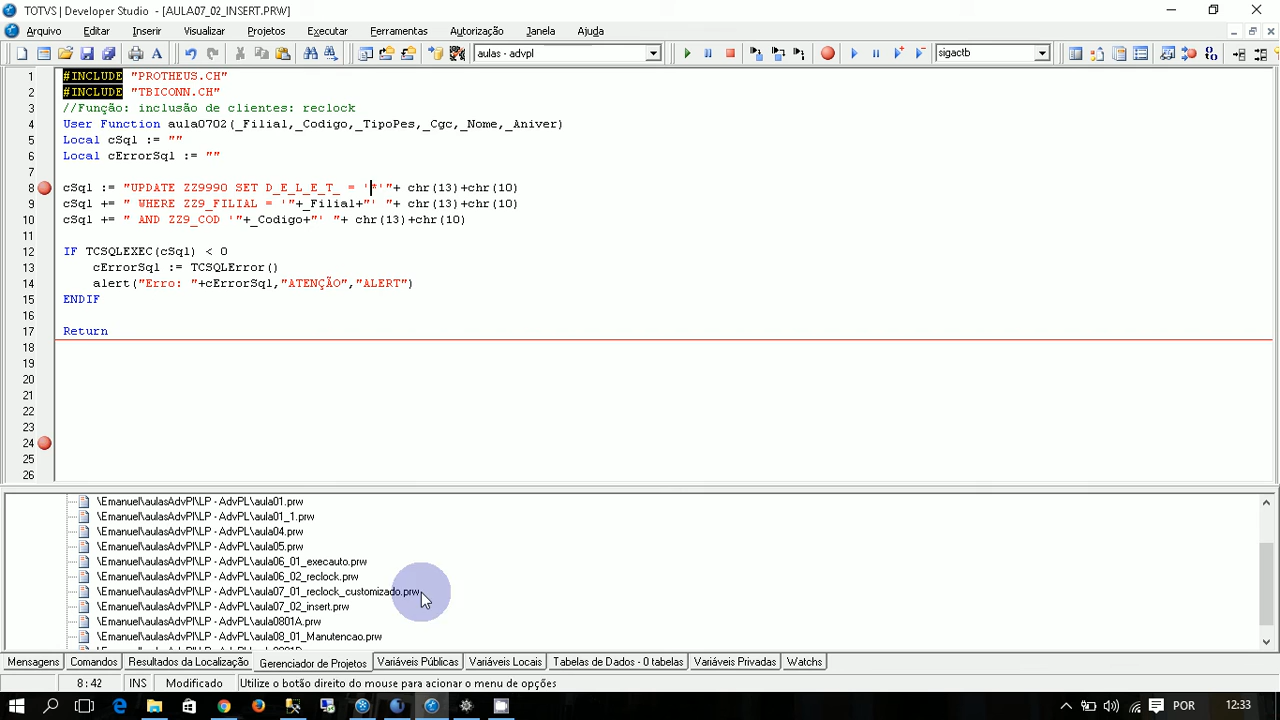 TOTVS | Developer Studio - [AULA07_02_INSERT.PRW]
Arquivo Editar Inserir Visualizar Projetos Executar Ferramentas Autorização Janelas Ajuda
aulas - advpl sigactb
1 #INCLUDE "PROTHEUS.CH"
2 #INCLUDE "TBICONN.CH"
3 //Função: inclusão de clientes: reclock
4 User Function aula0702(_Filial,_Codigo,_TipoPes,_Cgc,_Nome,_Aniver)
5 Local cSql := ""
6 Local cErrorSql := ""
7
8 cSql := "UPDATE ZZ9990 SET D_E_L_E_T_ = '*'"+ chr(13)+chr(10)
9 cSql += " WHERE ZZ9_FILIAL = '"+_Filial+"' "+ chr(13)+chr(10)
10 cSql += " AND ZZ9_COD '"+_Codigo+"' "+ chr(13)+chr(10)
11
12 IF TCSQLEXEC(cSql) < 0
13 cErrorSql := TCSQLError()
14 alert("Erro: "+cErrorSql,"ATENÇÃO","ALERT")
15 ENDIF
16
17 Return
18
19
20
21
22
23
24
25
26
\Emanuel\aulasAdvPl\LP - AdvPL\aula01.prw
\Emanuel\aulasAdvPl\LP - AdvPL\aula01_1.prw
\Emanuel\aulasAdvPl\LP - AdvPL\aula04.prw
\Emanuel\aulasAdvPl\LP - AdvPL\aula05.prw
\Emanuel\aulasAdvPl\LP - AdvPL\aula06_01_execauto.prw
\Emanuel\aulasAdvPl\LP - AdvPL\aula06_02_reclock.prw
\Emanuel\aulasAdvPl\LP - AdvPL\aula07_01_reclock_customizado.prw
\Emanuel\aulasAdvPl\LP - AdvPL\aula07_02_insert.prw
\Emanuel\aulasAdvPl\LP - AdvPL\aula0801A.prw
\Emanuel\aulasAdvPl\LP - AdvPL\aula08_01_Manutencao.prw
Mensagens Comandos Resultados da Localização Gerenciador de Projetos Variáveis Públicas Variáveis Locais Tabelas de Dados - 0 tabelas Variáveis Privadas Watchs
8 : 42 INS Modificado Utilize o botão direito do mouse para acionar o menu de opções
POR 12:33